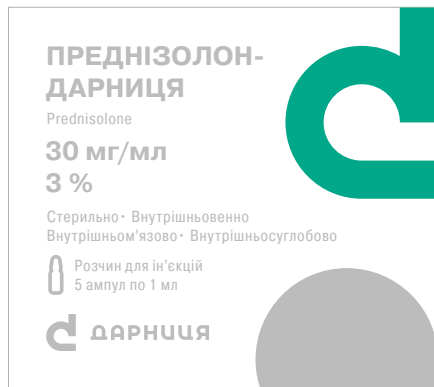 ПРЕДНІЗОЛОН-
ДАРНИЦЯ
Prednisolone
30 мг/мл
3 %
Стерильно· Внутрішньовенно
Внутрішньом'язово· Внутрішньосуглобово
Розчин для ін'єкцій
5 ампул по 1 мл
ДАРНИЦЯ